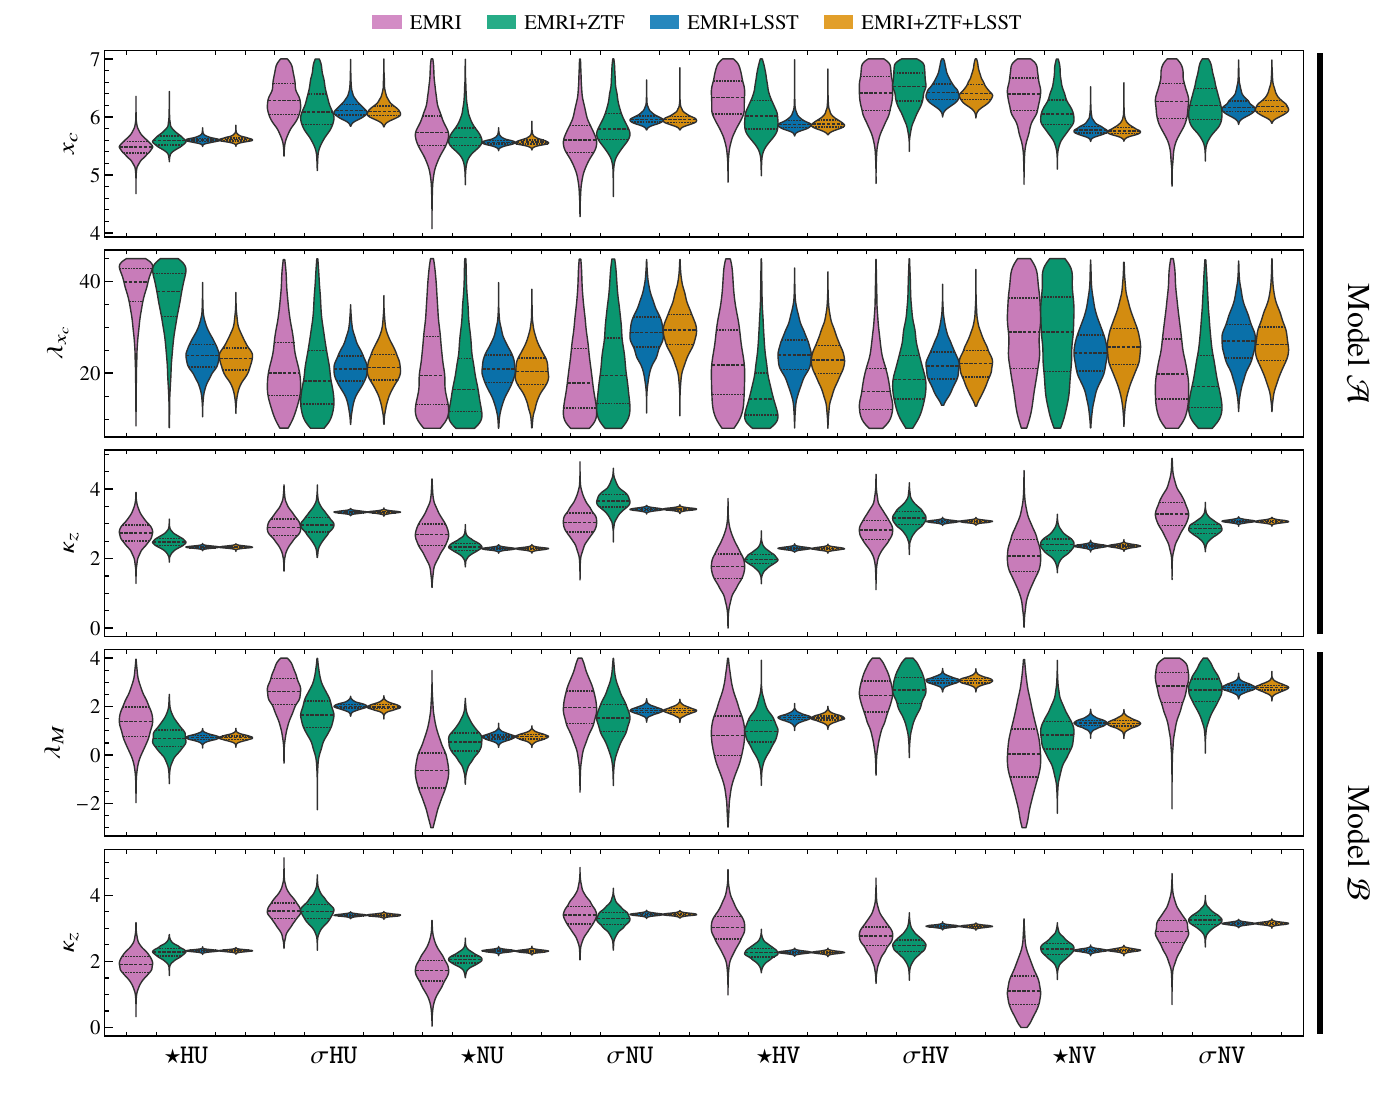 EMRI EMRI+ZTF EMRI+LSST EMRI+ZTF+LSST
7
6
5
4
x_c
40
20
λ_{x_c}
4
2
0
κ_z
Model 𝒜
4
2
0
−2
λ_M
4
2
0
κ_z
Model ℬ
★HU σHU ★NU σNU ★HV σHV ★NV σNV